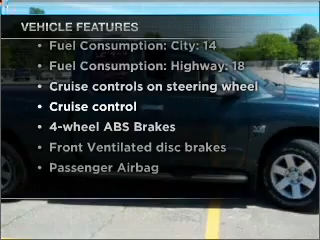 VEHICLE FEATURES
• Fuel Consumption: City: 14
• Fuel Consumption: Highway: 18
• Cruise controls on steering wheel
• Cruise control
• 4-wheel ABS Brakes
• Front Ventilated disc brakes
• Passenger Airbag